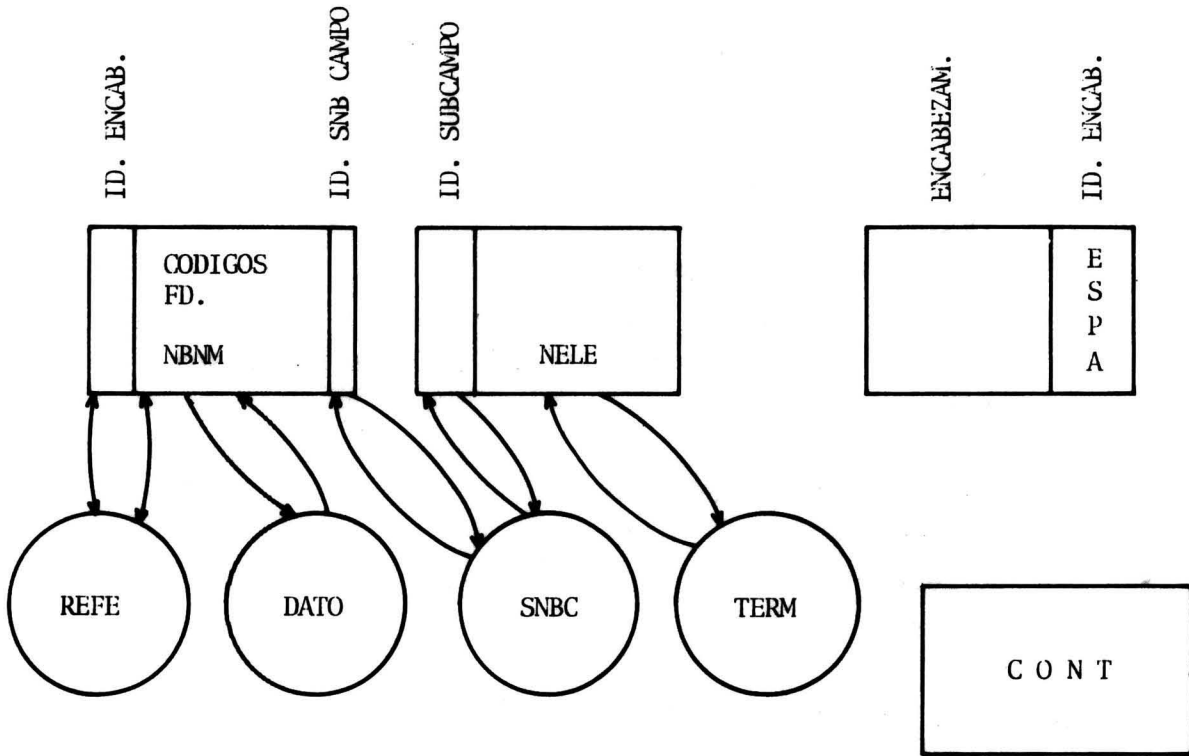 ID. ENCAB.
ID. SNB CAMPO
ID. SUBCAMPO
ENCABEZAM.
ID. ENCAB.
CODIGOS
FD.
NBNM
NELE
E
S
P
A
REFE
DATO
SNBC
TERM
C O N T